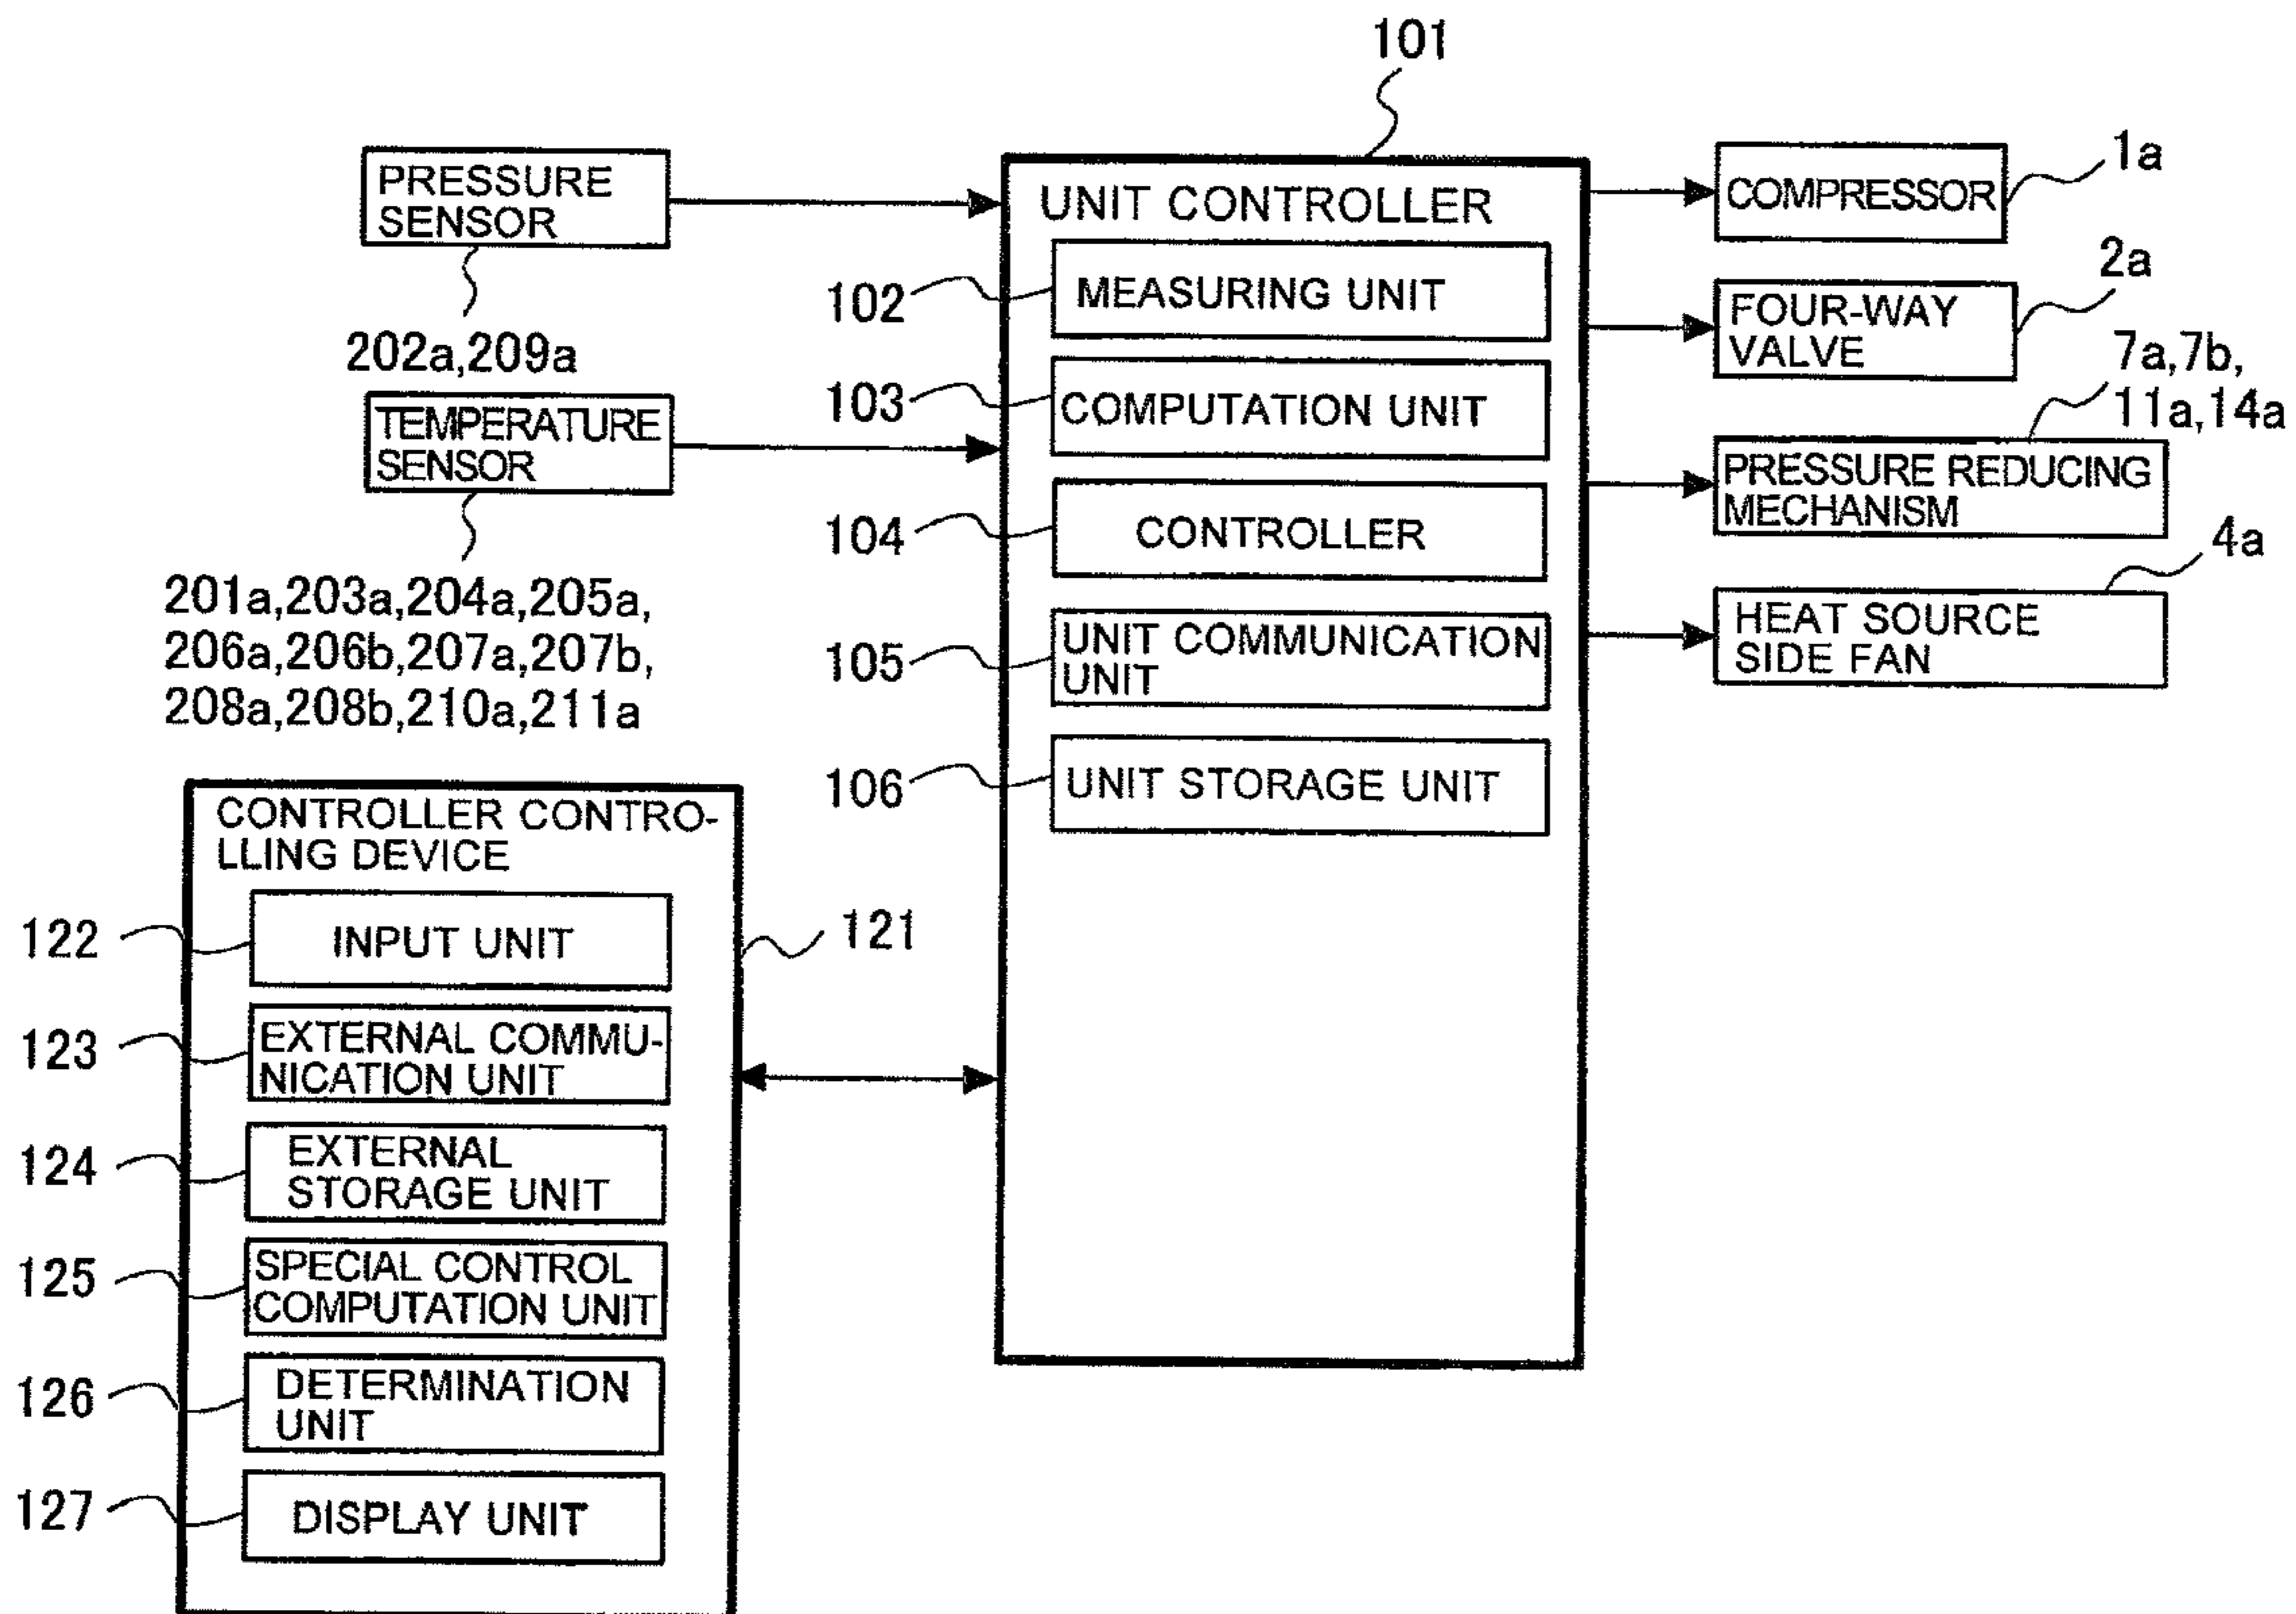 101
PRESSURE
SENSOR
202a,209a
TEMPERATURE
SENSOR
201a,203a,204a,205a,
206a,206b,207a,207b,
208a,208b,210a,211a
UNIT CONTROLLER
102
MEASURING UNIT
103
COMPUTATION UNIT
104
CONTROLLER
105
UNIT COMMUNICATION
UNIT
106
UNIT STORAGE UNIT
1a
COMPRESSOR
2a
FOUR-WAY
VALVE
7a,7b,
11a,14a
PRESSURE REDUCING
MECHANISM
4a
HEAT SOURCE
SIDE FAN
CONTROLLER CONTRO-
LLING DEVICE
121
122
INPUT UNIT
123
EXTERNAL COMMU-
NICATION UNIT
124
EXTERNAL
STORAGE UNIT
125
SPECIAL CONTROL
COMPUTATION UNIT
126
DETERMINATION
UNIT
127
DISPLAY UNIT